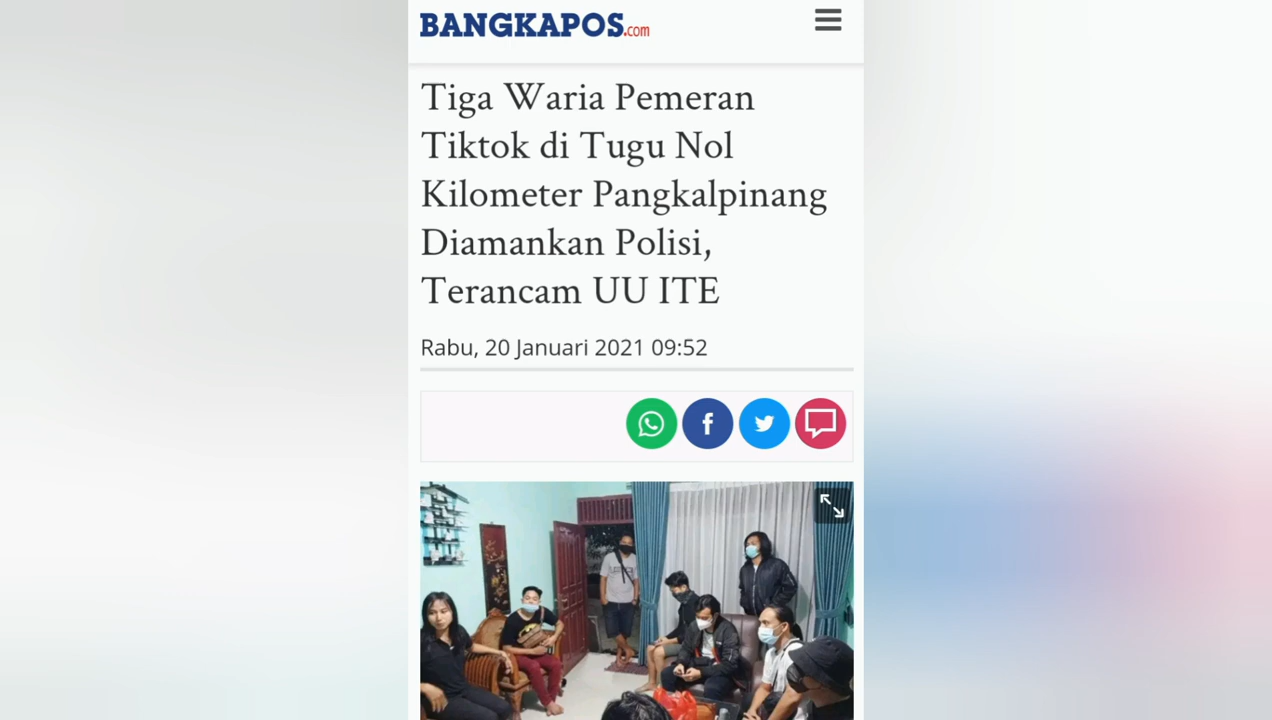 BANGKAPOS.com
Tiga Waria Pemeran
Tiktok di Tugu Nol
Kilometer Pangkalpinang
Diamankan Polisi,
Terancam UU ITE
Rabu, 20 Januari 2021 09:52